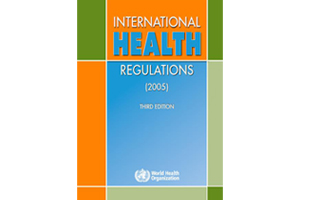 INTERNATIONAL
HEALTH
REGULATIONS
(2005)
THIRD EDITION
World Health
Organization